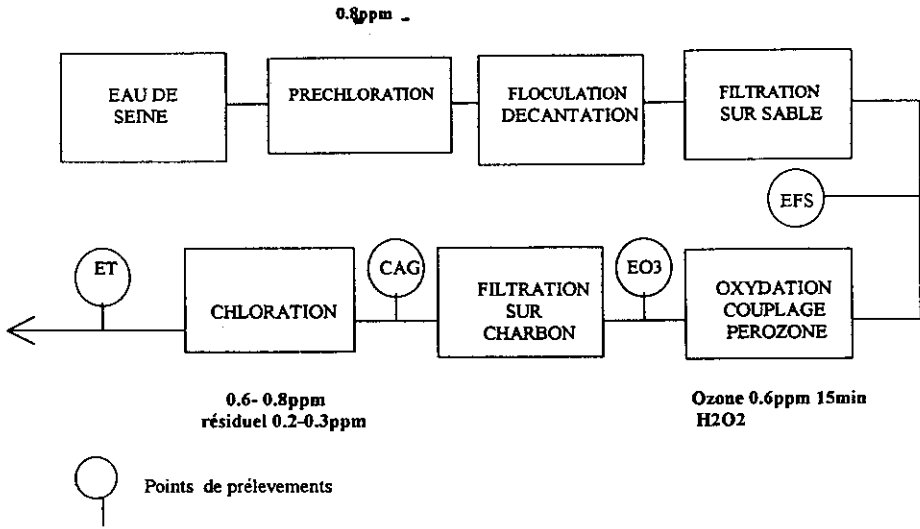 0.8ppm
EAU DE
SEINE
PRECHLORATION
FLOCULATION
DECANTATION
FILTRATION
SUR SABLE
EFS
ET
CHLORATION
CAG
FILTRATION
SUR
CHARBON
EO3
OXYDATION
COUPLAGE
PEROZONE
0.6- 0.8ppm
résiduel 0.2-0.3ppm
Ozone 0.6ppm 15min
H2O2
Points de prélevements